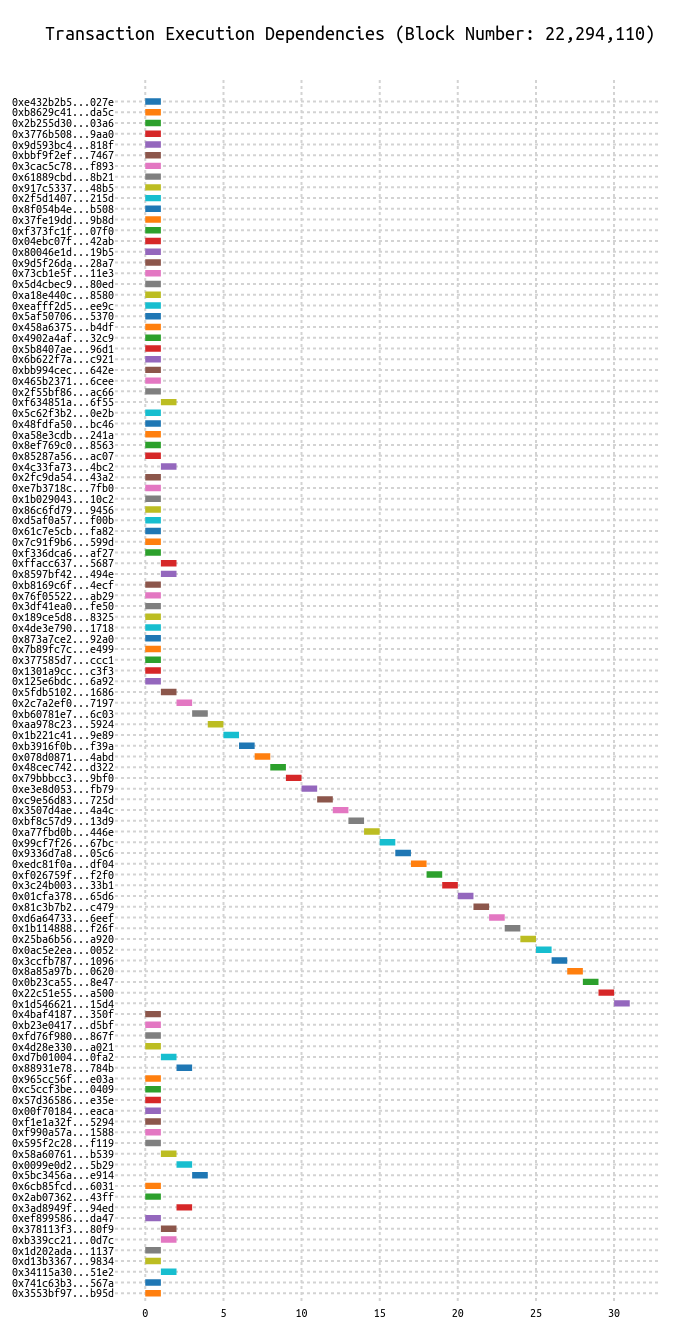 Transaction Execution Dependencies (Block Number: 22,294,110)
0xe432b2b5...027e
0xb8629c41...da5c
0x2b255d30...03a6
0x3776b508...9aa0
0x9d593bc4...818f
0xbbf9f2ef...7467
0x3cac5c78...f893
0x61889cbd...8b21
0x917c5337...48b5
0x2f5d1407...215d
0x8f054b4e...b508
0x37fe19dd...9b8d
0xf373fc1f...07f0
0x04ebc07f...42ab
0x80046e1d...19b5
0x9d5f26da...28a7
0x73cb1e5f...11e3
0x5d4cbec9...80ed
0xa18e440c...8580
0xeafff2d5...ee9c
0x5af50706...5370
0x458a6375...b4df
0x4902a4af...32c9
0x5b8407ae...96d1
0x6b622f7a...c921
0xbb994cec...642e
0x465b2371...6cee
0x2f55bf86...ac66
0xf634851a...6f55
0x5c62f3b2...0e2b
0x48fdfa50...bc46
0xa58e3cdb...241a
0x8ef769c0...8563
0x85287a56...ac07
0x4c33fa73...4bc2
0x2fc9da54...43a2
0xe7b3718c...7fb0
0x1b029043...10c2
0x86c6fd79...9456
0xd5af0a57...f00b
0x61c7e5cb...fa82
0x7c91f9b6...599d
0xf336dca6...af27
0xffacc637...5687
0x8597bf42...494e
0xb8169c6f...4ecf
0x76f05522...ab29
0x3df41ea0...fe50
0x189ce5d8...8325
0x4de3e790...1718
0x873a7ce2...92a0
0x7b89fc7c...e499
0x377585d7...ccc1
0x1301a9cc...c3f3
0x125e6bdc...6a92
0x5fdb5102...1686
0x2c7a2ef0...7197
0xb60781e7...6c03
0xaa978c23...5924
0x1b221c41...9e89
0xb3916f0b...f39a
0x078d0871...4abd
0x48cec742...d322
0x79bbbcc3...9bf0
0xe3e8d053...fb79
0xc9e56d83...725d
0x3507d4ae...4a4c
0xbf8c57d9...13d9
0xa77fbd0b...446e
0x99cf7f26...67bc
0x9336d7a8...05c6
0xedc81f0a...df04
0xf026759f...f2f0
0x3c24b003...33b1
0x01cfa378...65d6
0x81c3b7b2...c479
0xd6a64733...6eef
0x1b114888...f26f
0x25ba6b56...a920
0x0ac5e2ea...0052
0x3ccfb787...1096
0x8a85a97b...0620
0x0b23ca55...8e47
0x22c51e55...a500
0x1d546621...15d4
0x4baf4187...350f
0xb23e0417...d5bf
0xfd76f980...867f
0x4d28e330...a021
0xd7b01004...0fa2
0x88931e78...784b
0x965cc56f...e03a
0xc5ccf3be...0409
0x57d36586...e35e
0x00f70184...eaca
0xf1e1a32f...5294
0xf990a57a...1588
0x595f2c28...f119
0x58a60761...b539
0x0099e0d2...5b29
0x5bc3456a...e914
0x6cb85fcd...6031
0x2ab07362...43ff
0x3ad8949f...94ed
0xef899586...da47
0x378113f3...80f9
0xb339cc21...0d7c
0x1d202ada...1137
0xd13b3367...9834
0x34115a30...51e2
0x741c63b3...567a
0x3553bf97...b95d
0 5 10 15 20 25 30